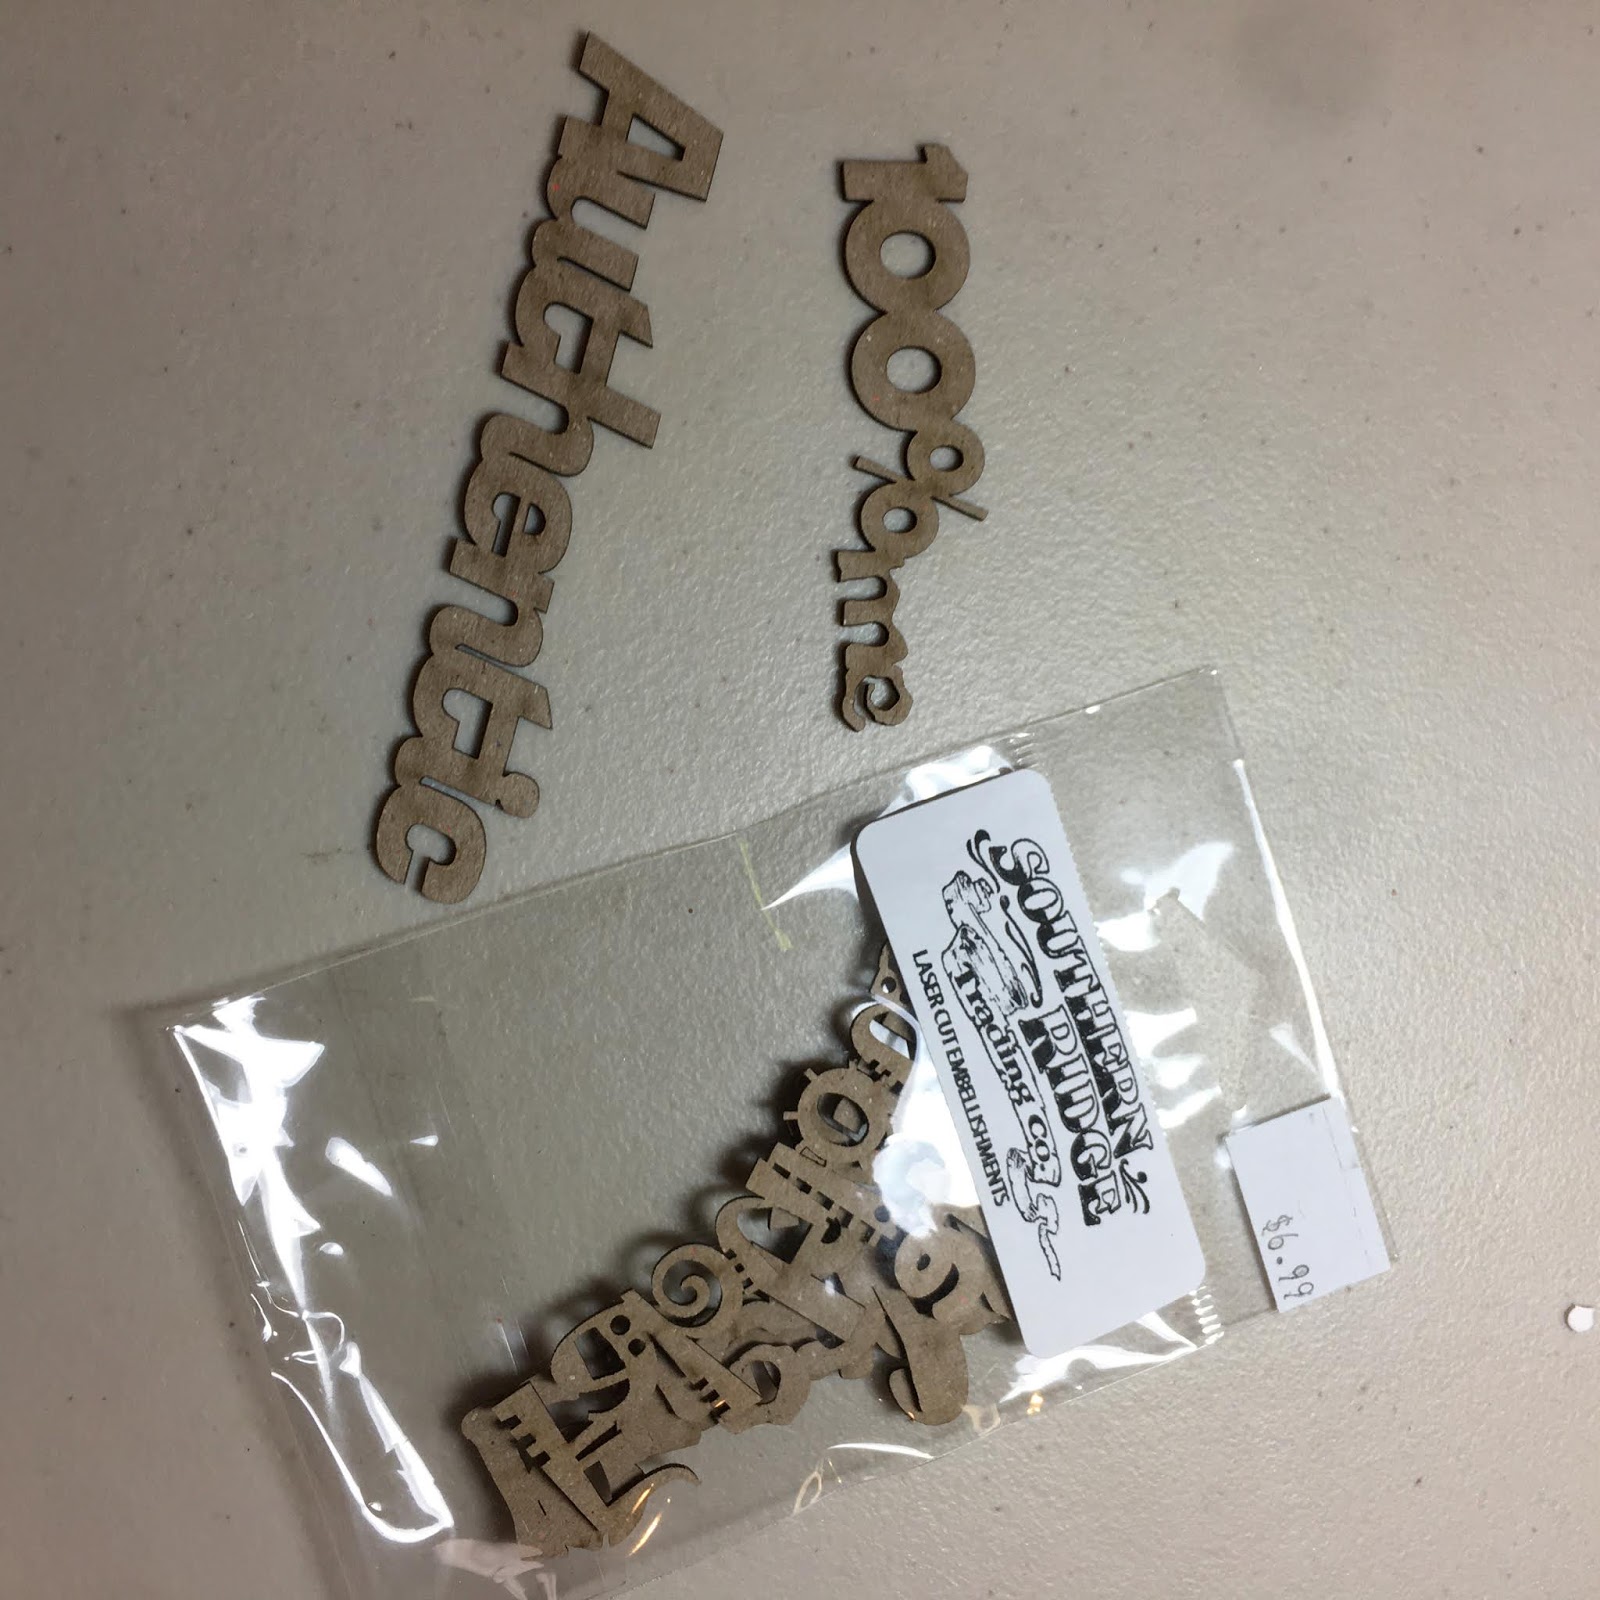 Authentic
100%me
SOUTHERN
RIDGE
Trading Co.
LASER CUT EMBELLISHMENTS
$6.99